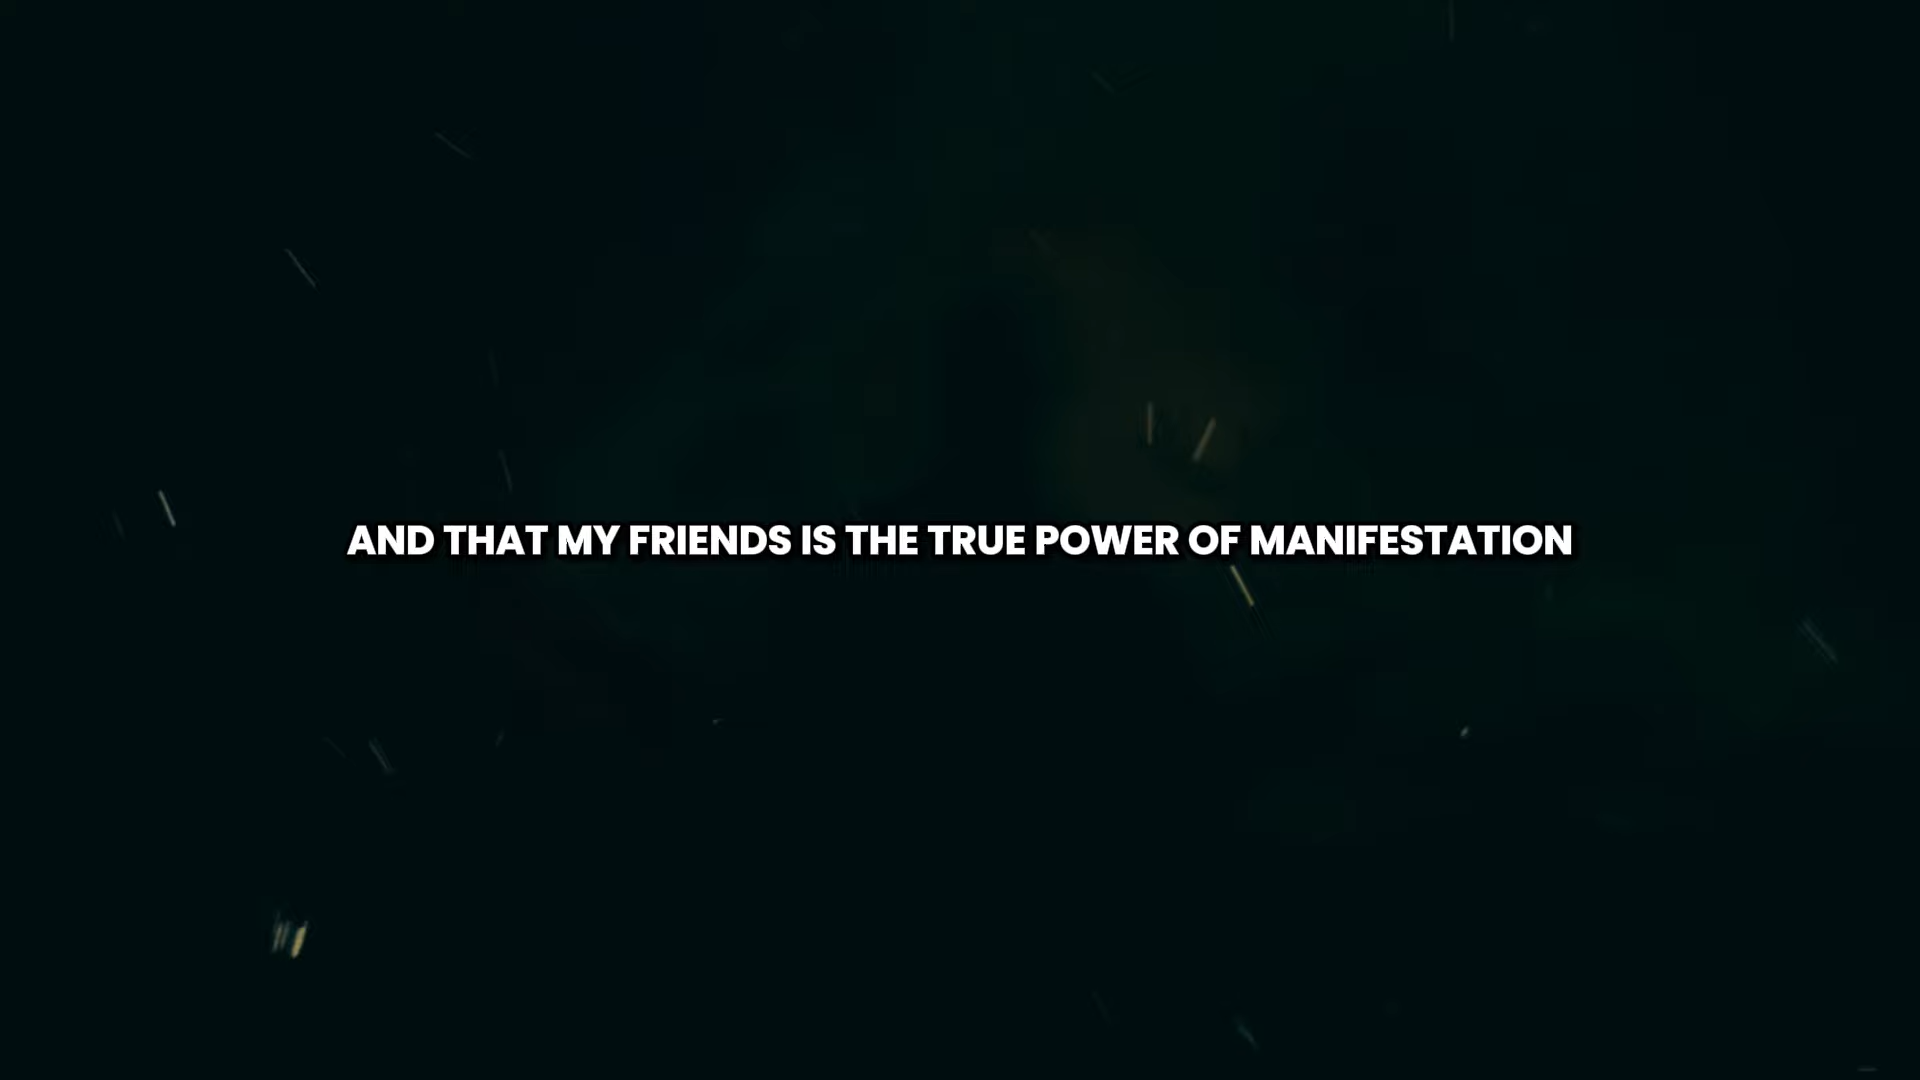 AND THAT MY FRIENDS IS THE TRUE POWER OF MANIFESTATION